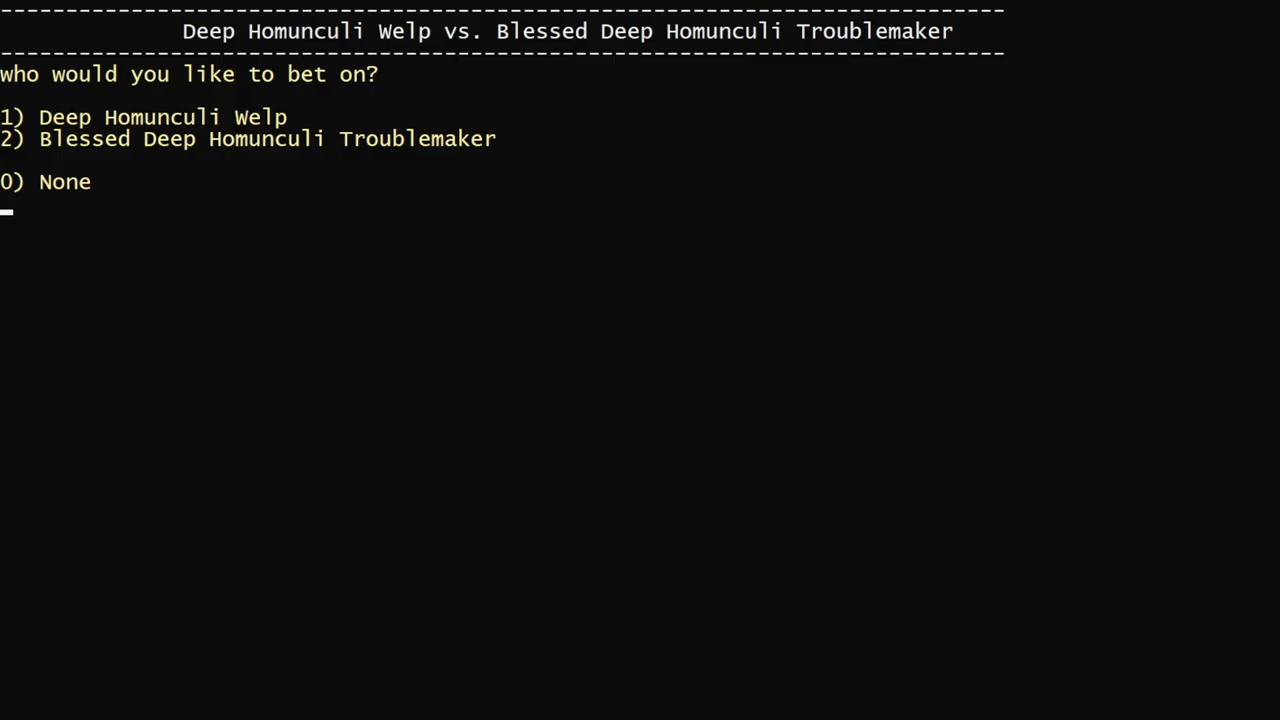 -----------------------------------------------------------------------------
Deep Homunculi Welp vs. Blessed Deep Homunculi Troublemaker
-----------------------------------------------------------------------------
who would you like to bet on?
1) Deep Homunculi Welp
2) Blessed Deep Homunculi Troublemaker
0) None